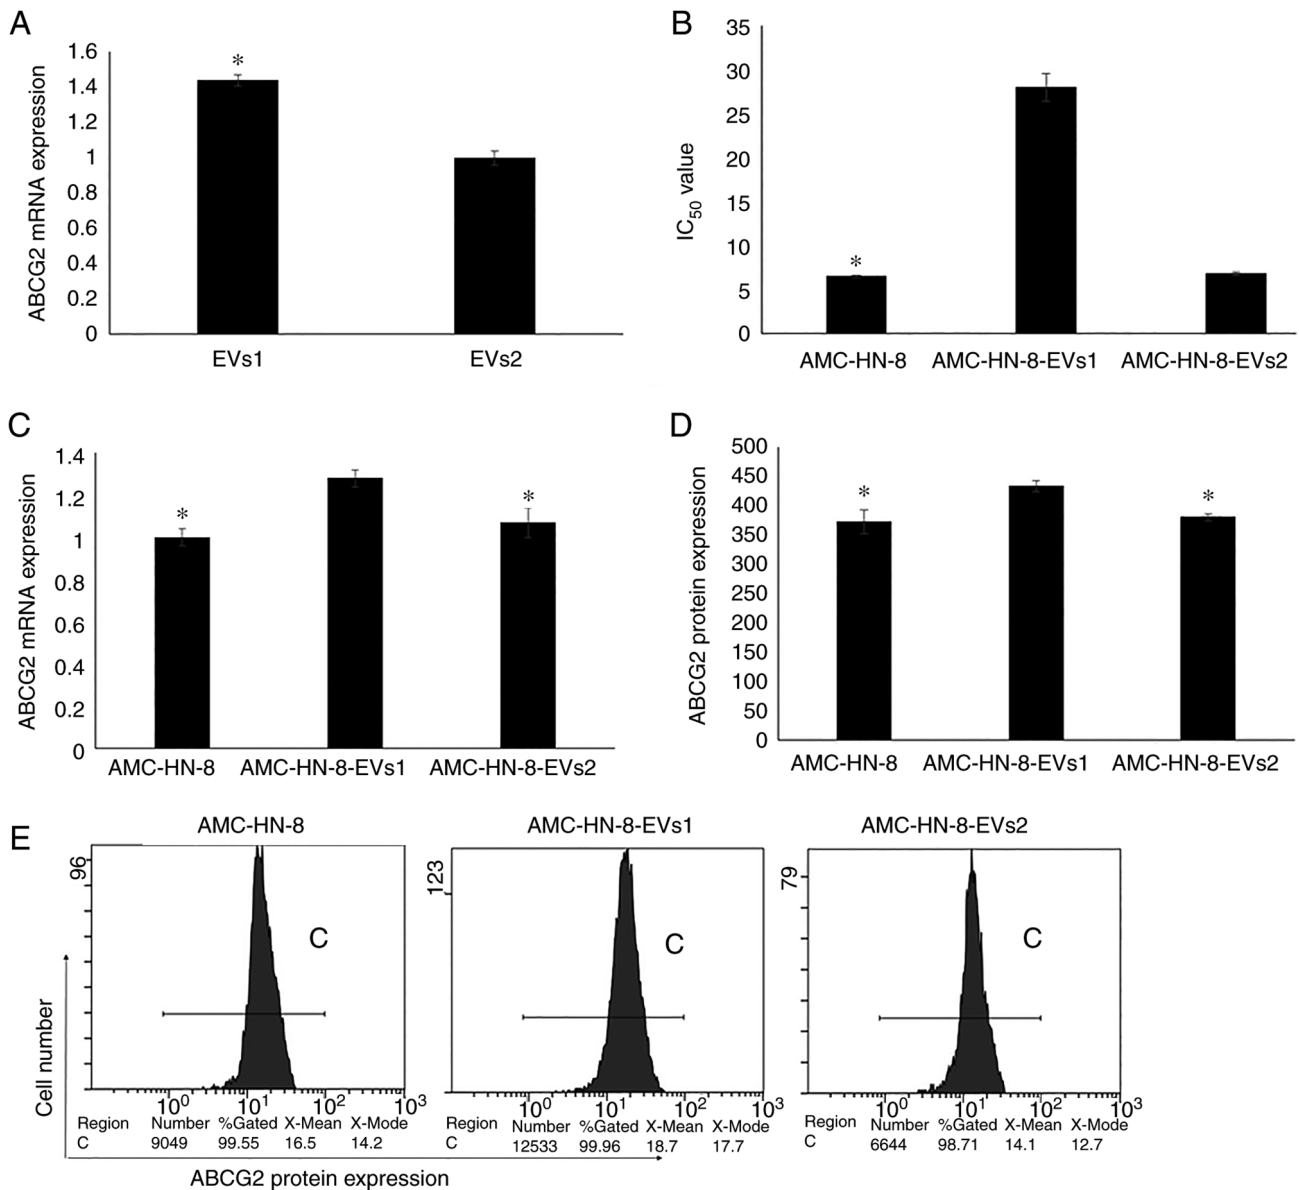 A
ABCG2 mRNA expression
1.6
1.4
1.2
1
0.8
0.6
0.4
0.2
0
*
EVs1
EVs2
B
IC50 value
35
30
25
20
15
10
5
0
*
AMC-HN-8
AMC-HN-8-EVs1
AMC-HN-8-EVs2
C
ABCG2 mRNA expression
1.4
1.2
1
0.8
0.6
0.4
0.2
0
*
*
AMC-HN-8
AMC-HN-8-EVs1
AMC-HN-8-EVs2
D
ABCG2 protein expression
500
450
400
350
300
250
200
150
100
50
0
*
*
AMC-HN-8
AMC-HN-8-EVs1
AMC-HN-8-EVs2
E
Cell number
AMC-HN-8
96
C
10^0 10^1 10^2 10^3
Region Number %Gated X-Mean X-Mode
C 9049 99.55 16.5 14.2
AMC-HN-8-EVs1
123
C
10^0 10^1 10^2 10^3
Region Number %Gated X-Mean X-Mode
C 12533 99.96 18.7 17.7
AMC-HN-8-EVs2
79
C
10^0 10^1 10^2 10^3
Region Number %Gated X-Mean X-Mode
C 6644 98.71 14.1 12.7
ABCG2 protein expression